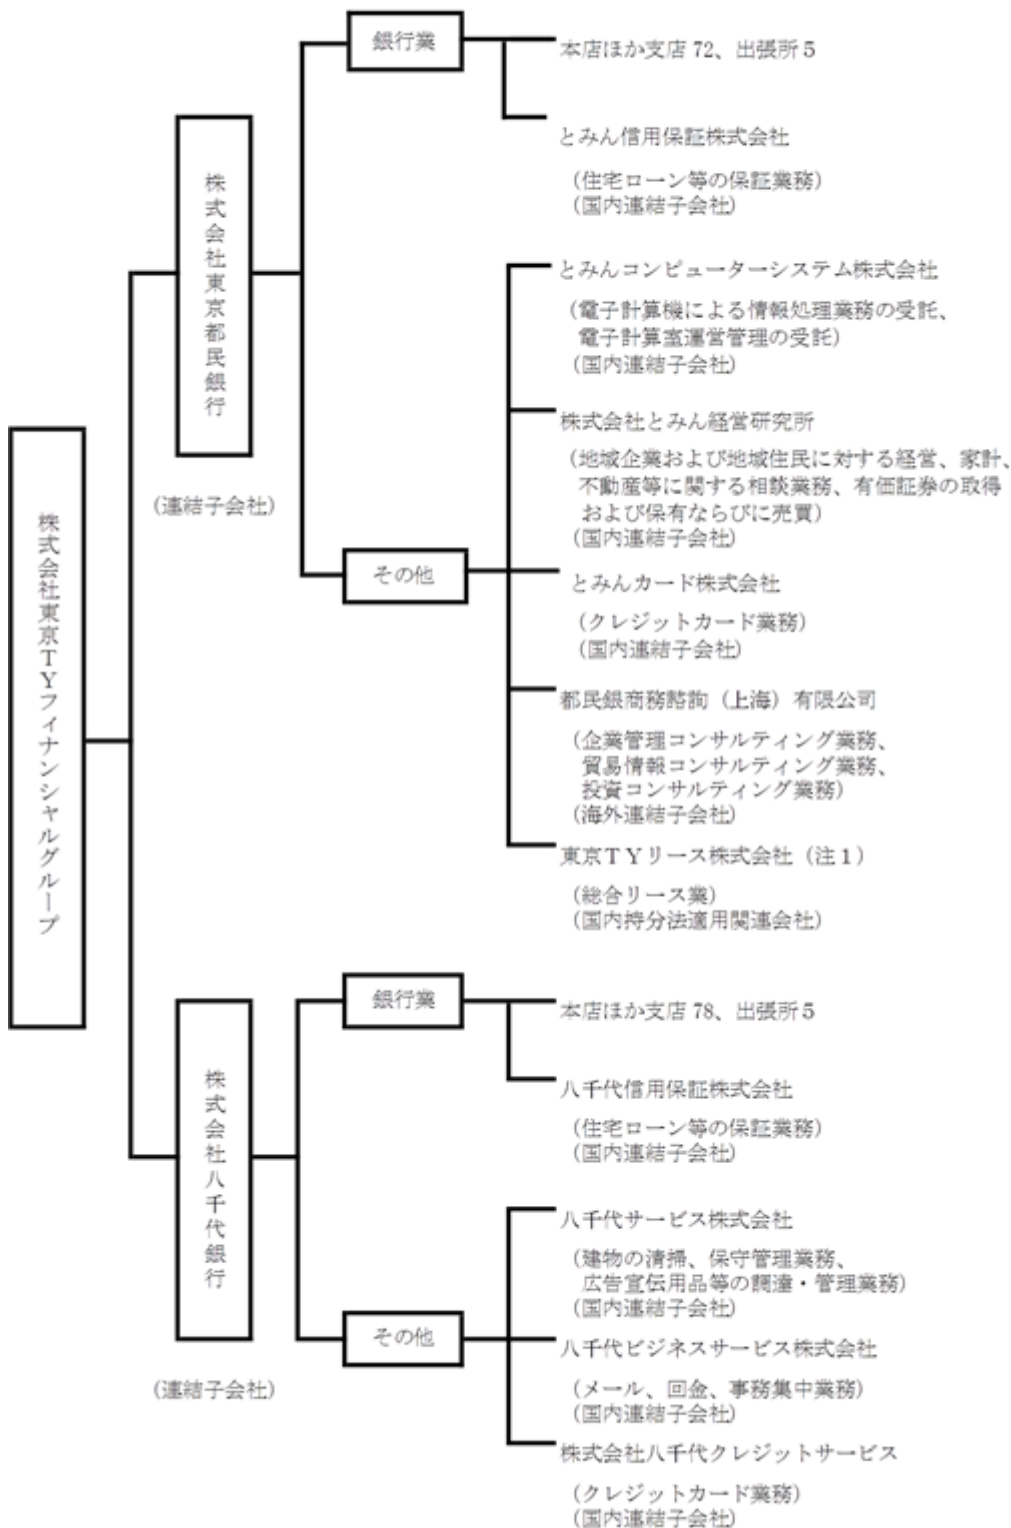 株式会社東京TYフィナンシャルグループ
株式会社東京都民銀行
(連結子会社)
銀行業
本店ほか支店 72、出張所 5
とみん信用保証株式会社
(住宅ローン等の保証業務)
(国内連結子会社)
その他
とみんコンピューターシステム株式会社
(電子計算機による情報処理業務の受託、
電子計算室運営管理の受託)
(国内連結子会社)
株式会社とみん経営研究所
(地域企業および地域住民に対する経営、家計、
不動産等に関する相談業務、有価証券の取得
および保有ならびに売買)
(国内連結子会社)
とみんカード株式会社
(クレジットカード業務)
(国内連結子会社)
都民銀商務諮詢（上海）有限公司
(企業管理コンサルティング業務、
貿易情報コンサルティング業務、
投資コンサルティング業務)
(海外連結子会社)
東京TYリース株式会社（注1）
(総合リース業)
(国内持分法適用関連会社)
株式会社八千代銀行
(連結子会社)
銀行業
本店ほか支店 78、出張所 5
八千代信用保証株式会社
(住宅ローン等の保証業務)
(国内連結子会社)
その他
八千代サービス株式会社
(建物の清掃、保守管理業務、
広告宣伝用品等の調達・管理業務)
(国内連結子会社)
八千代ビジネスサービス株式会社
(メール、回金、事務集中業務)
(国内連結子会社)
株式会社八千代クレジットサービス
(クレジットカード業務)
(国内連結子会社)